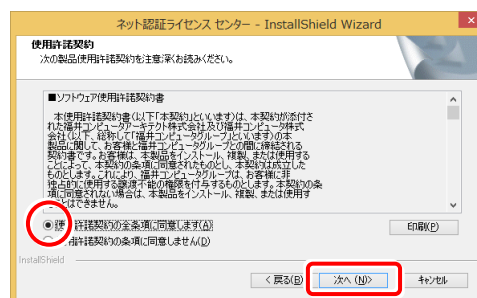 ネット認証ライセンス センター - InstallShield Wizard
使用許諾契約
次の製品使用許諾契約を注意深くお読みください。
■ソフトウェア使用許諾契約書
本使用許諾契約書(以下「本契約」といいます)は、本契約が添付さ
れた福井コンピュータアーキテクト株式会社及び福井コンピュータ株式
会社(以下、総称して「福井コンピュータグループ」といいます)の本
製品に関して、お客様と福井コンピュータグループとの間に締結される
契約書です。お客様は、本製品をインストール、複製、または使用する
ことによって、本契約の条項に同意されたものとし、本契約は成立した
ものとします。これにより、福井コンピュータグループは、お客様に非
独占的に使用する譲渡不能の権限を付与するものとします。本契約の条
項に同意されない場合は、本製品をインストール、複製、または使用す
ることはできません。
使用許諾契約の全条項に同意します(A)
用許諾契約の条項に同意しません(D)
印刷(P)
InstallShield
< 戻る(B)
次へ (N)>
キャンセル